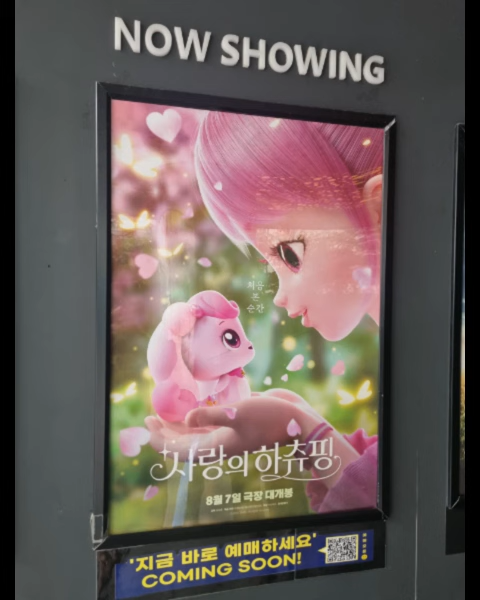 NOW SHOWING
처음
본
순간
사랑의 하츄핑
8월 7일 극장 대개봉
'지금 바로 예매하세요'
COMING SOON!